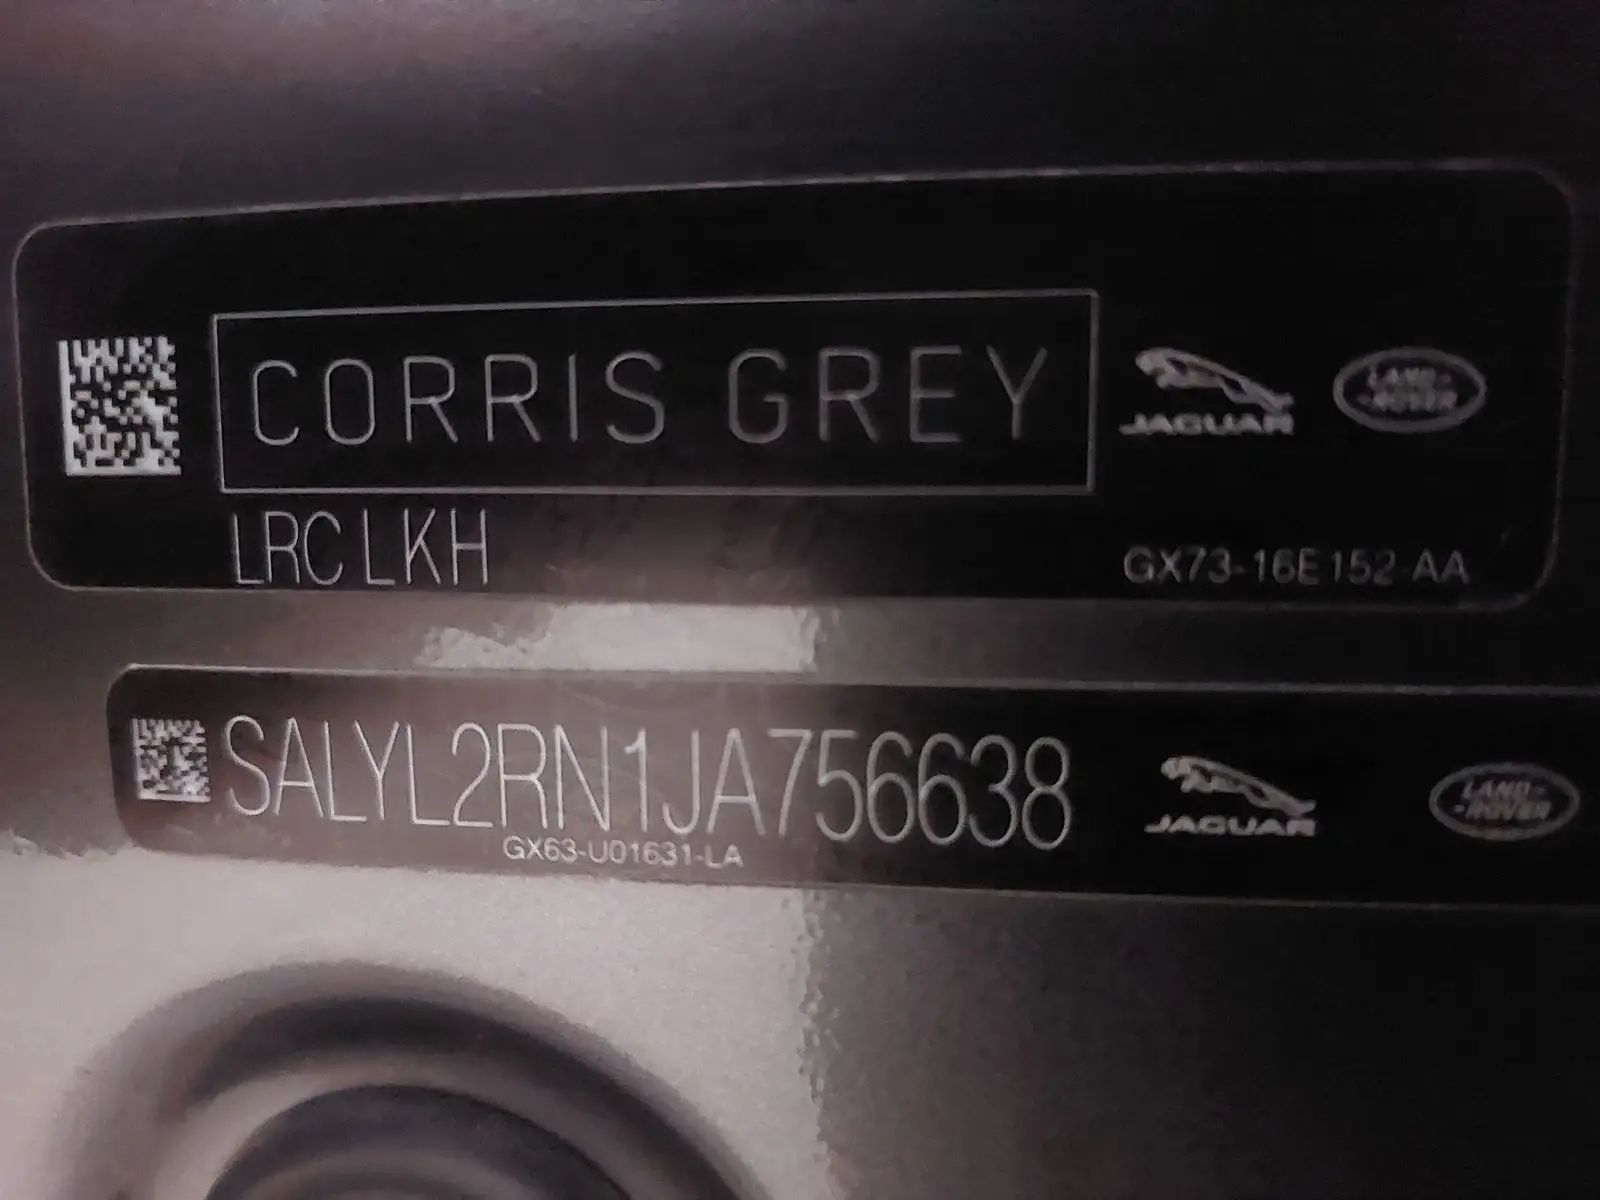 CORRIS GREY
JAGUAR
LAND-
-ROVER
LRC LKH
GX73-16E152-AA
SALYL2RN1JA756638
GX63-U01631-LA
JAGUAR
LAND-
-ROVER